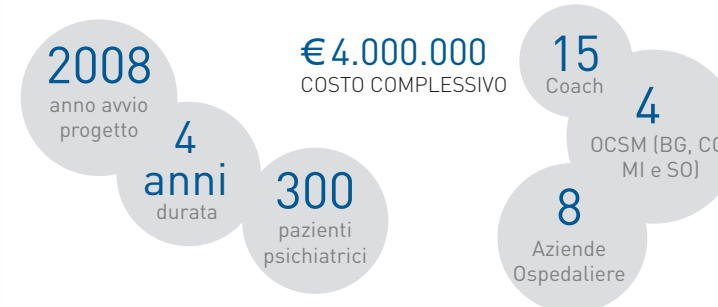 2008
anno avvio
progetto
4
anni
durata
300
pazienti
psichiatrici
€4.000.000
COSTO COMPLESSIVO
15
Coach
4
OCSM (BG, CO
MI e SO)
8
Aziende
Ospedaliere